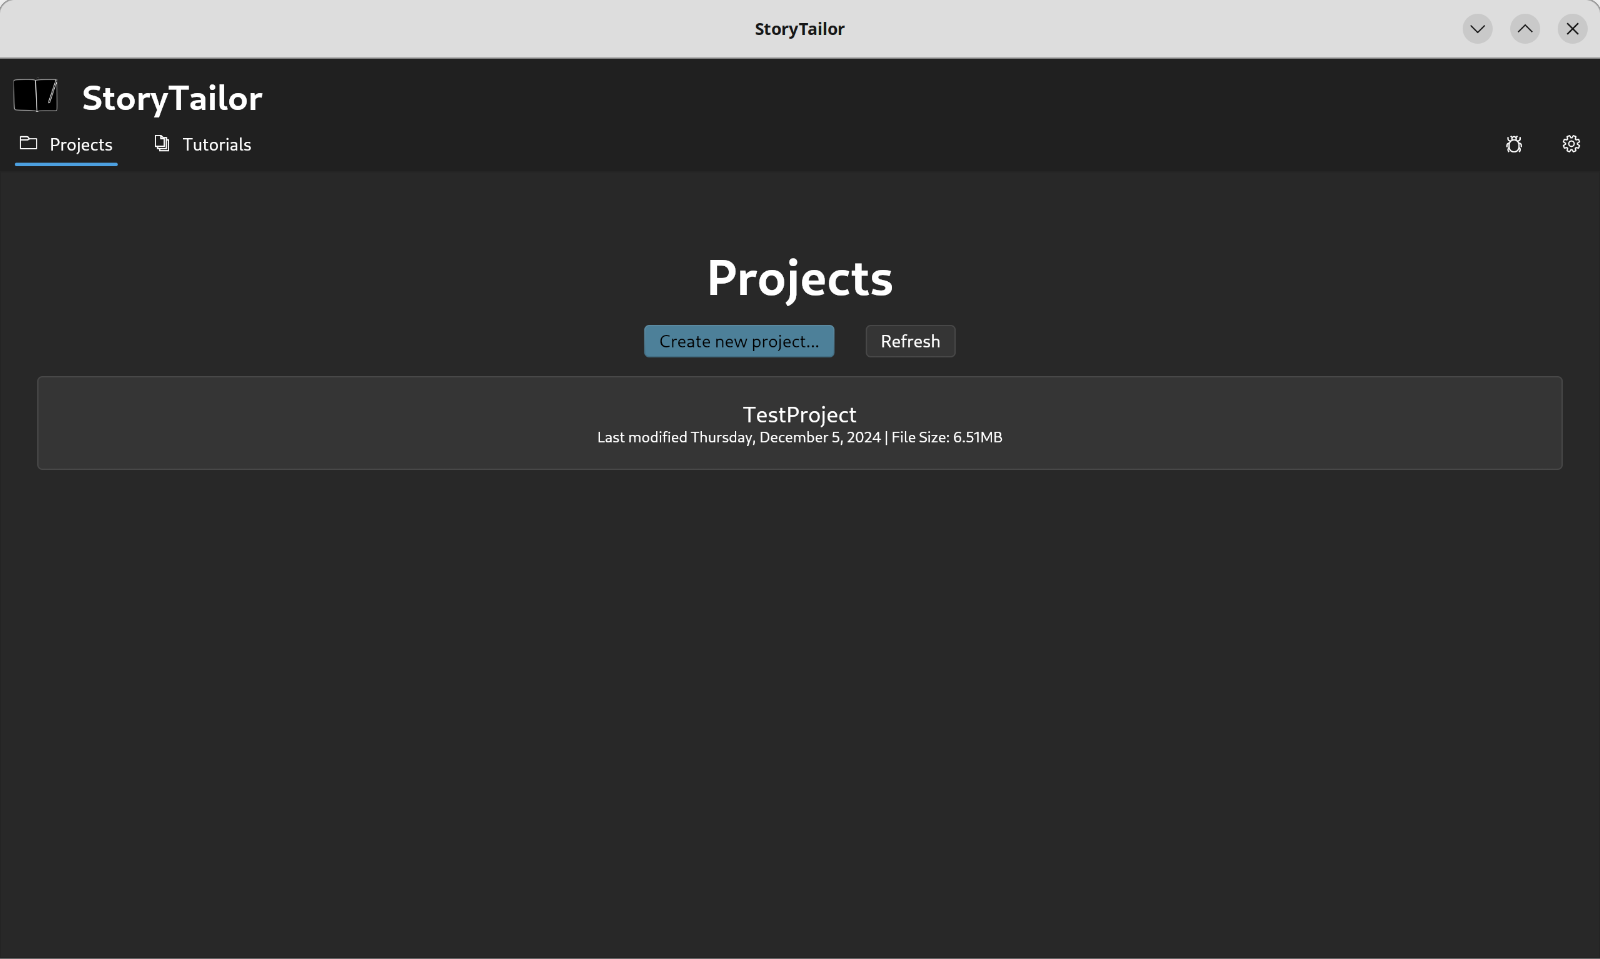 StoryTailor
StoryTailor
Projects
Tutorials
Projects
Create new project...
Refresh
TestProject
Last modified Thursday, December 5, 2024 | File Size: 6.51MB